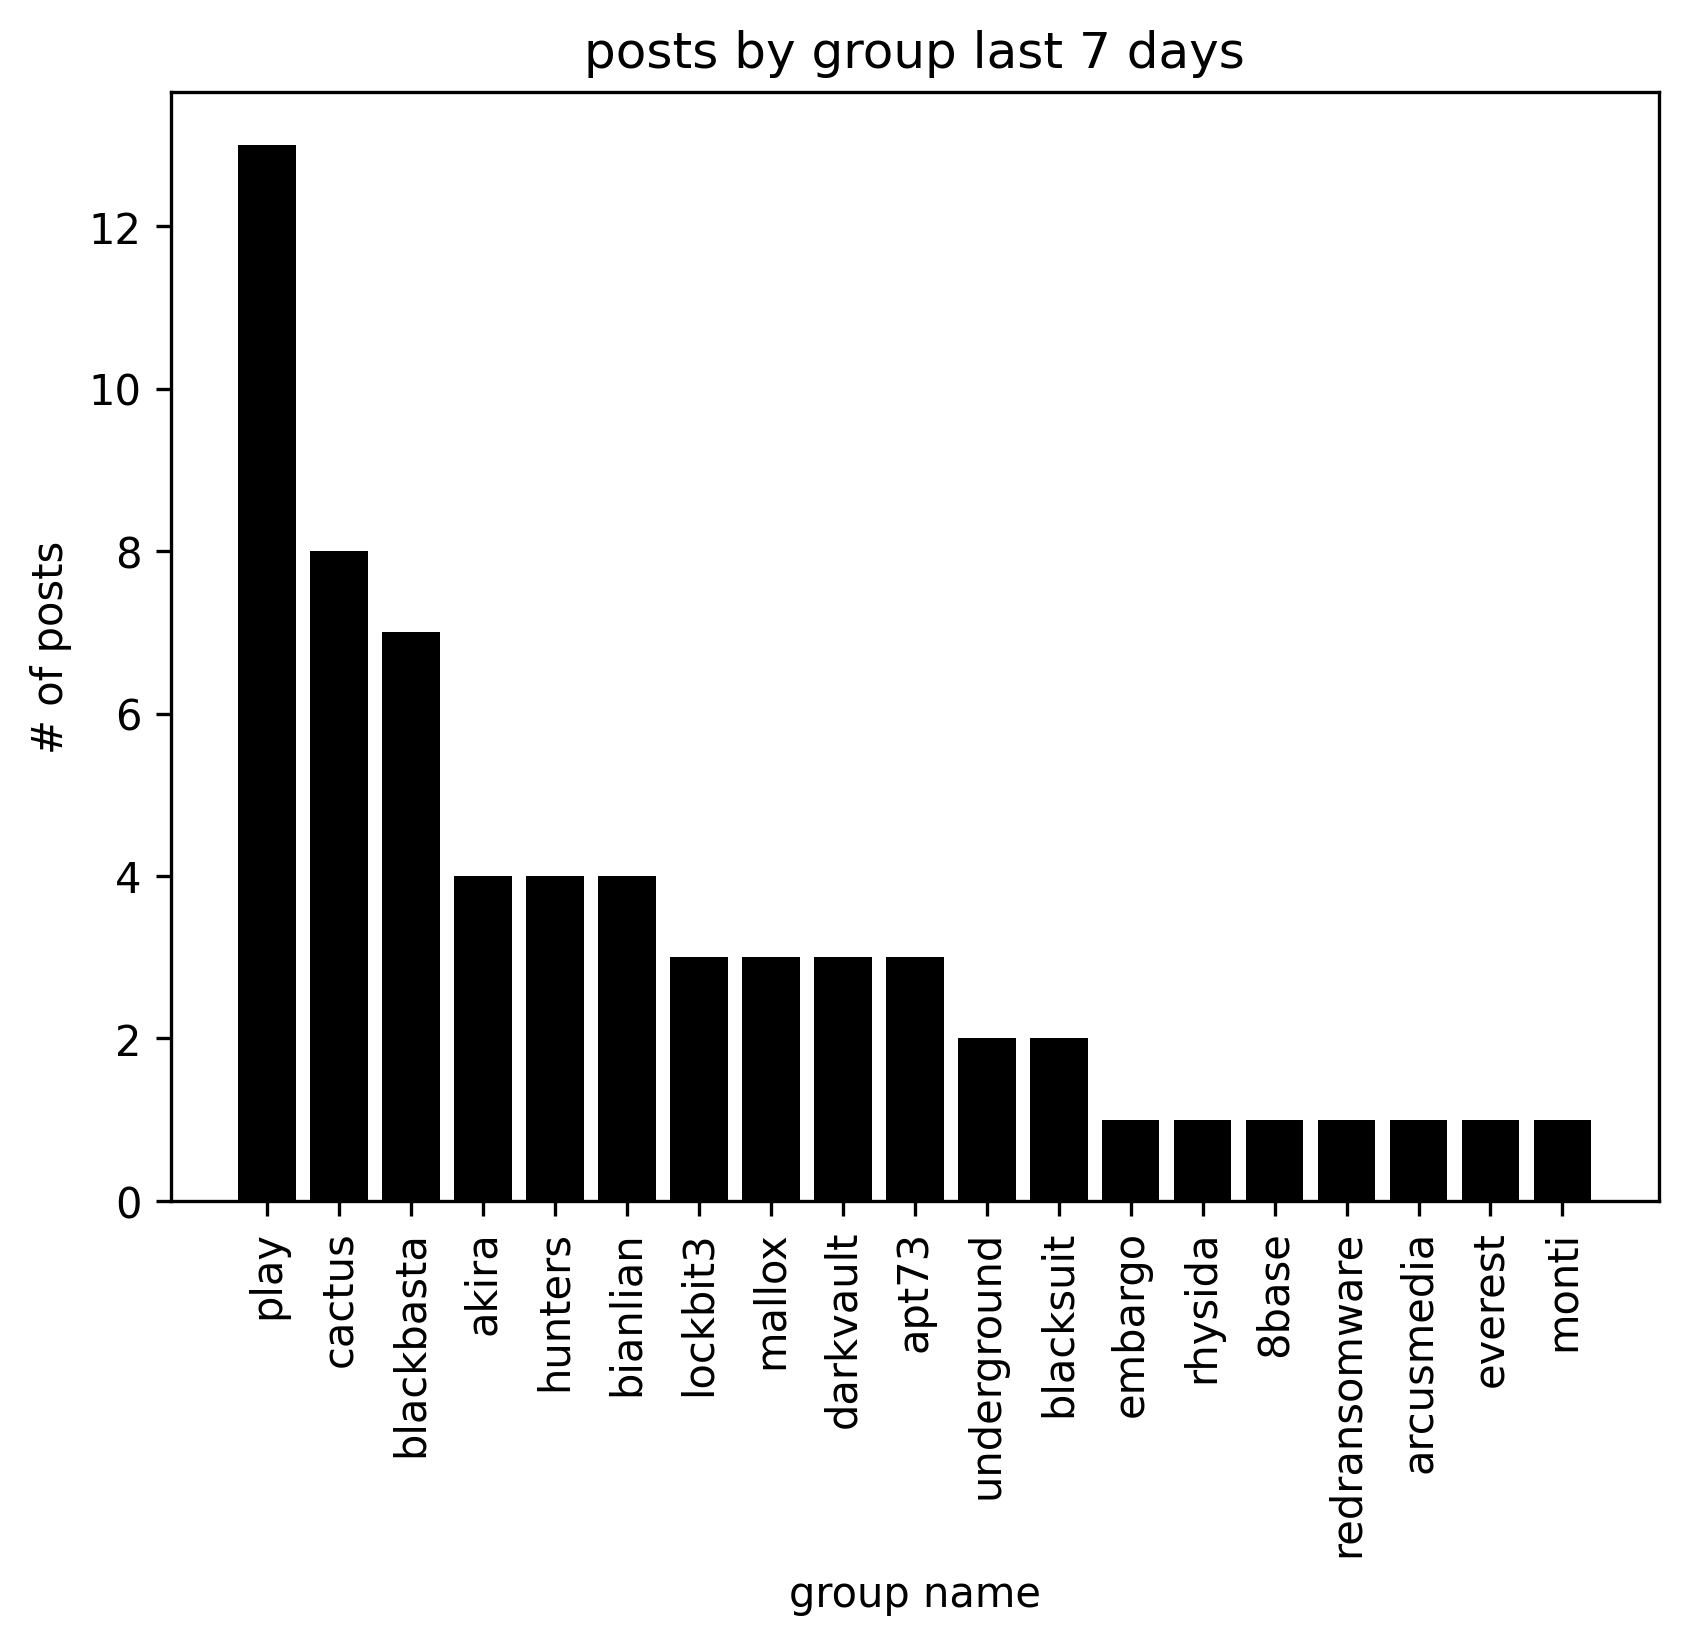 posts by group last 7 days
# of posts
12
10
8
6
4
2
0
play
cactus
blackbasta
akira
hunters
bianlian
lockbit3
mallox
darkvault
apt73
underground
blacksuit
embargo
rhysida
8base
redransomware
arcusmedia
everest
monti
group name